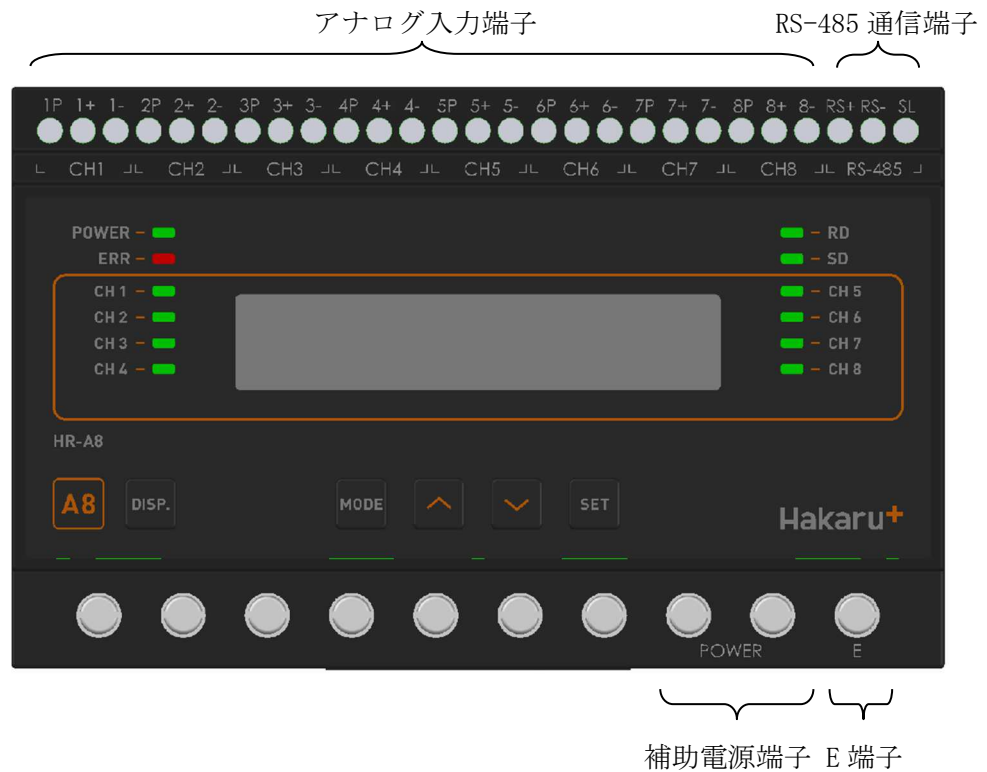 アナログ入力端子 RS-485 通信端子
1P 1+ 1- 2P 2+ 2- 3P 3+ 3- 4P 4+ 4- 5P 5+ 5- 6P 6+ 6- 7P 7+ 7- 8P 8+ 8- RS+ RS- SL
CH1 CH2 CH3 CH4 CH5 CH6 CH7 CH8 RS-485
POWER RD
ERR SD
CH 1 CH 5
CH 2 CH 6
CH 3 CH 7
CH 4 CH 8
HR-A8
A8 DISP. MODE SET
Hakaru+
POWER E
補助電源端子 E 端子